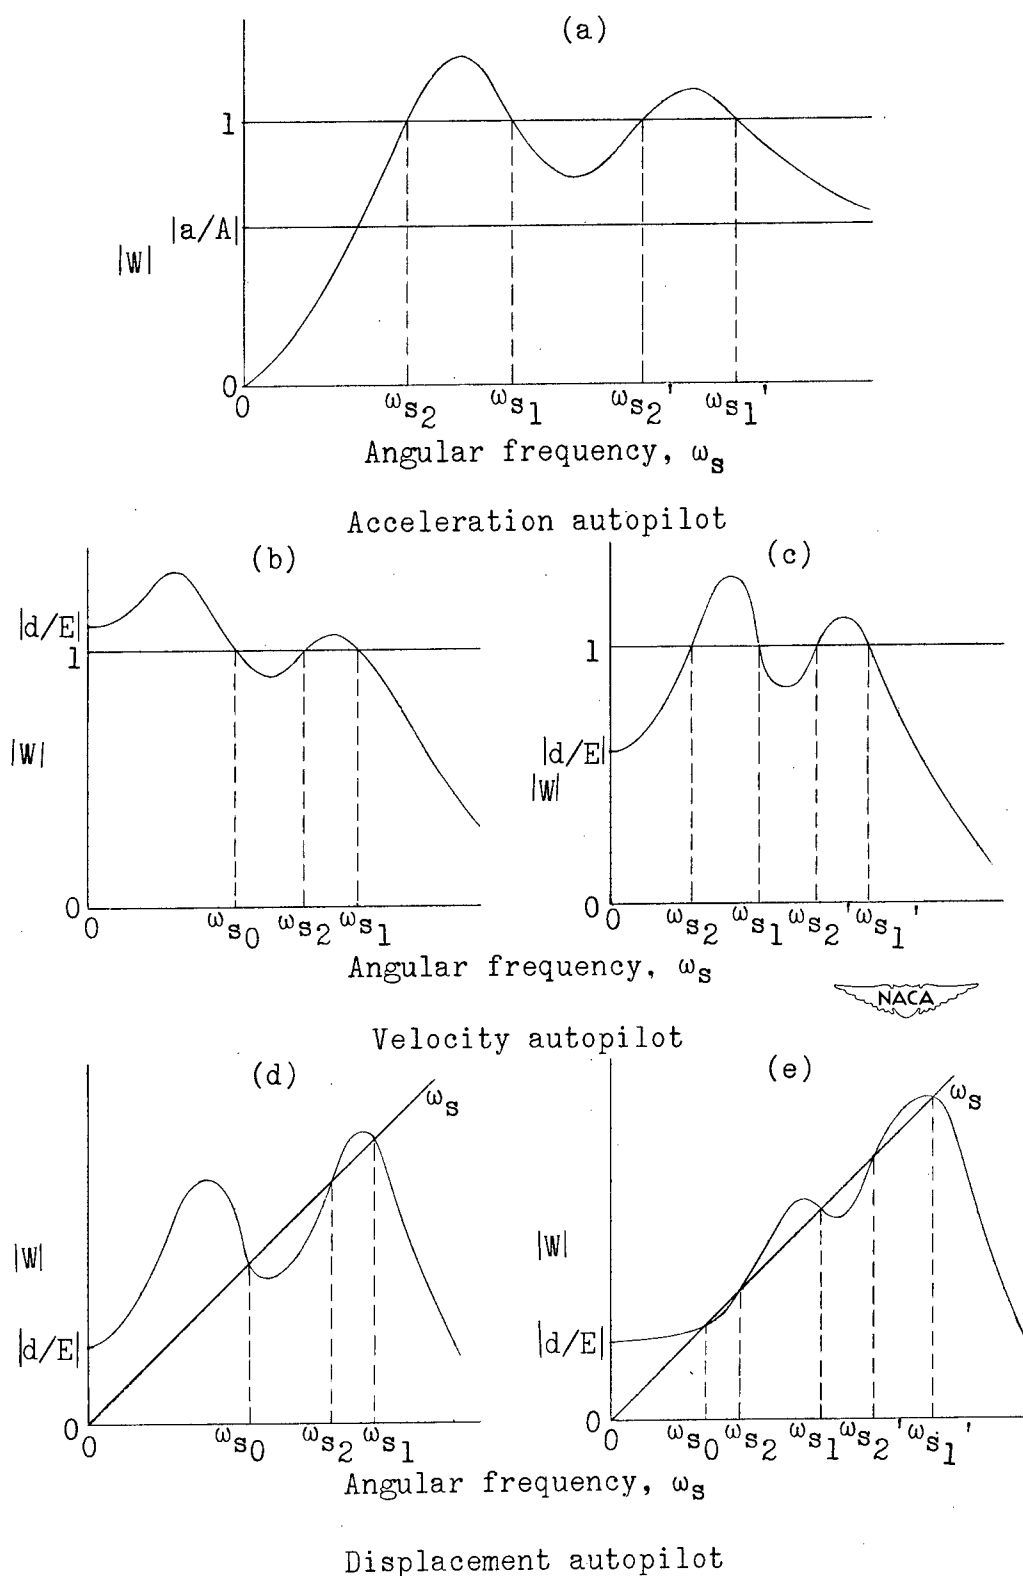 (a)
1
|a/A|
|W|
0
0 ωs2 ωs1 ωs2' ωs1'
Angular frequency, ωs
Acceleration autopilot
(b)
|d/E|
1
|W|
0
0 ωs0 ωs2 ωs1
(c)
1
|d/E|
|W|
0
0 ωs2 ωs1 ωs2' ωs1'
Angular frequency, ωs
NACA
Velocity autopilot
(d)
ωs
|W|
|d/E|
0
0 ωs0 ωs2 ωs1
(e)
ωs
|W|
|d/E|
0
0 ωs0 ωs2 ωs1 ωs2' ωs1'
Angular frequency, ωs
Displacement autopilot